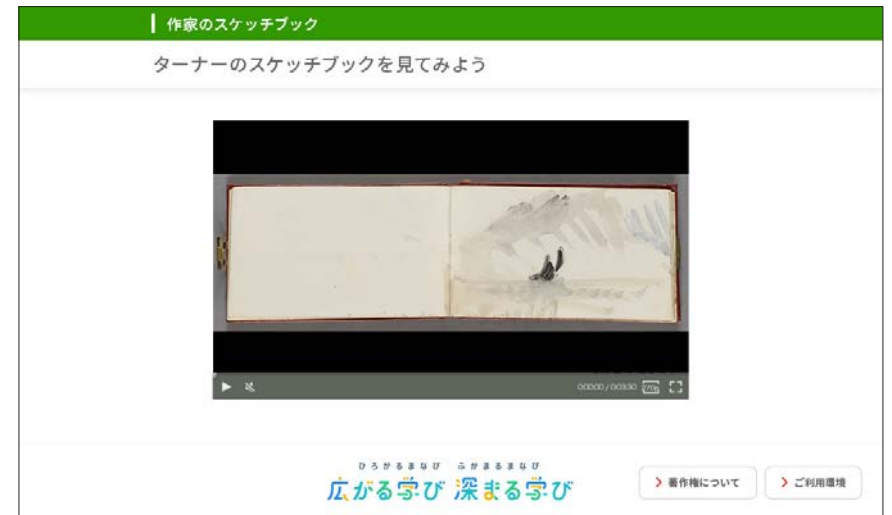 作家のスケッチブック
ターナーのスケッチブックを見てみよう
ひろがるまなび ふかまるまなび
広がる学び 深まる学び
著作権について
ご利用環境